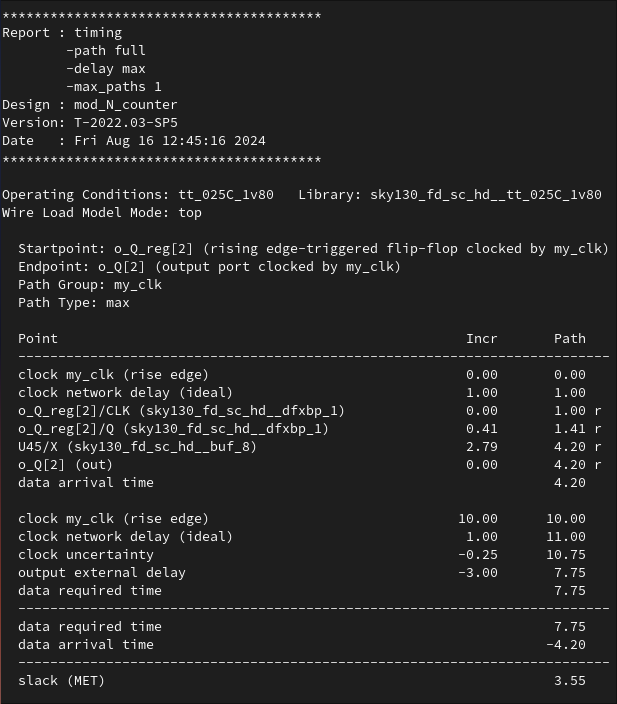 ****************************************
Report : timing
        -path full
        -delay max
        -max_paths 1
Design : mod_N_counter
Version: T-2022.03-SP5
Date   : Fri Aug 16 12:45:16 2024
****************************************

Operating Conditions: tt_025C_1v80   Library: sky130_fd_sc_hd__tt_025C_1v80
Wire Load Model Mode: top

  Startpoint: o_Q_reg[2] (rising edge-triggered flip-flop clocked by my_clk)
  Endpoint: o_Q[2] (output port clocked by my_clk)
  Path Group: my_clk
  Path Type: max

  Point                                                   Incr       Path
  --------------------------------------------------------------------------
  clock my_clk (rise edge)                                0.00       0.00
  clock network delay (ideal)                             1.00       1.00
  o_Q_reg[2]/CLK (sky130_fd_sc_hd__dfxbp_1)               0.00       1.00 r
  o_Q_reg[2]/Q (sky130_fd_sc_hd__dfxbp_1)                 0.41       1.41 r
  U45/X (sky130_fd_sc_hd__buf_8)                          2.79       4.20 r
  o_Q[2] (out)                                            0.00       4.20 r
  data arrival time                                                  4.20

  clock my_clk (rise edge)                               10.00      10.00
  clock network delay (ideal)                             1.00      11.00
  clock uncertainty                                      -0.25      10.75
  output external delay                                  -3.00       7.75
  data required time                                                 7.75
  --------------------------------------------------------------------------
  data required time                                                 7.75
  data arrival time                                                 -4.20
  --------------------------------------------------------------------------
  slack (MET)                                                        3.55